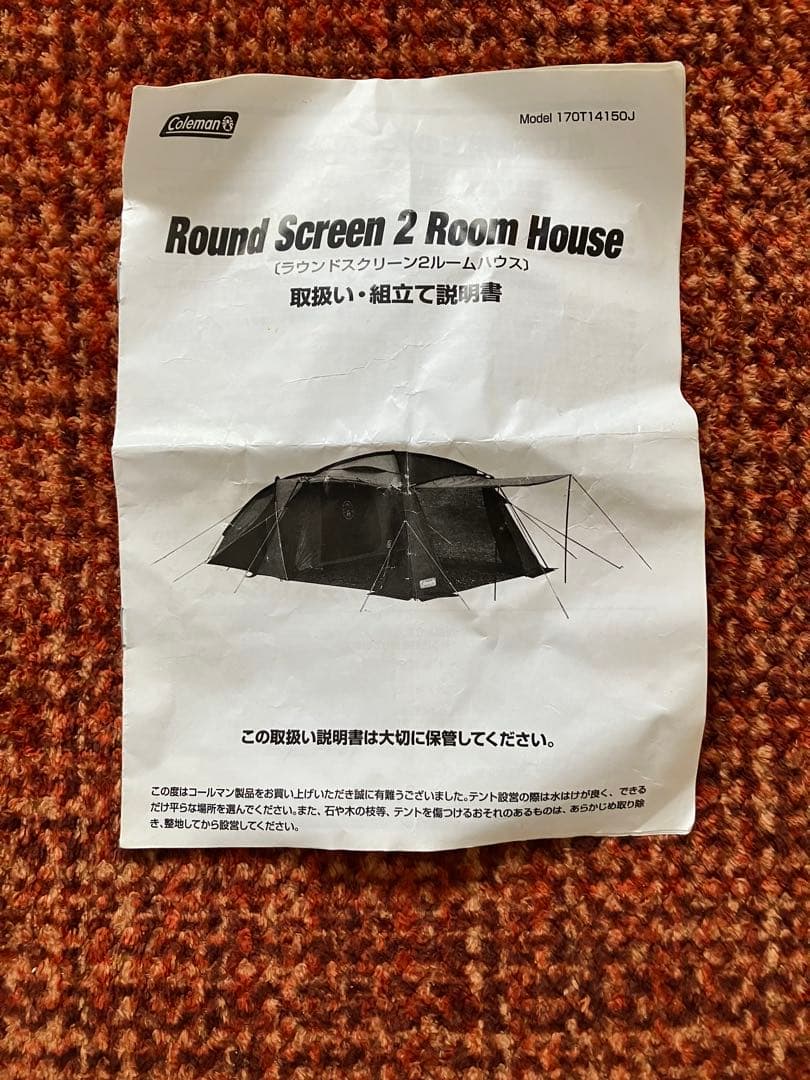 Coleman
Model 170T14150J
Round Screen 2 Room House
〔ラウンドスクリーン2ルームハウス〕
取扱い・組立て説明書
この取扱い説明書は大切に保管してください。
この度はコールマン製品をお買い上げいただき誠に有難うございました。テント設営の際は水はけが良く、できる
だけ平らな場所を選んでください。また、石や木の枝等、テントを傷つけるおそれのあるものは、あらかじめ取り除
き、整地してから設営してください。